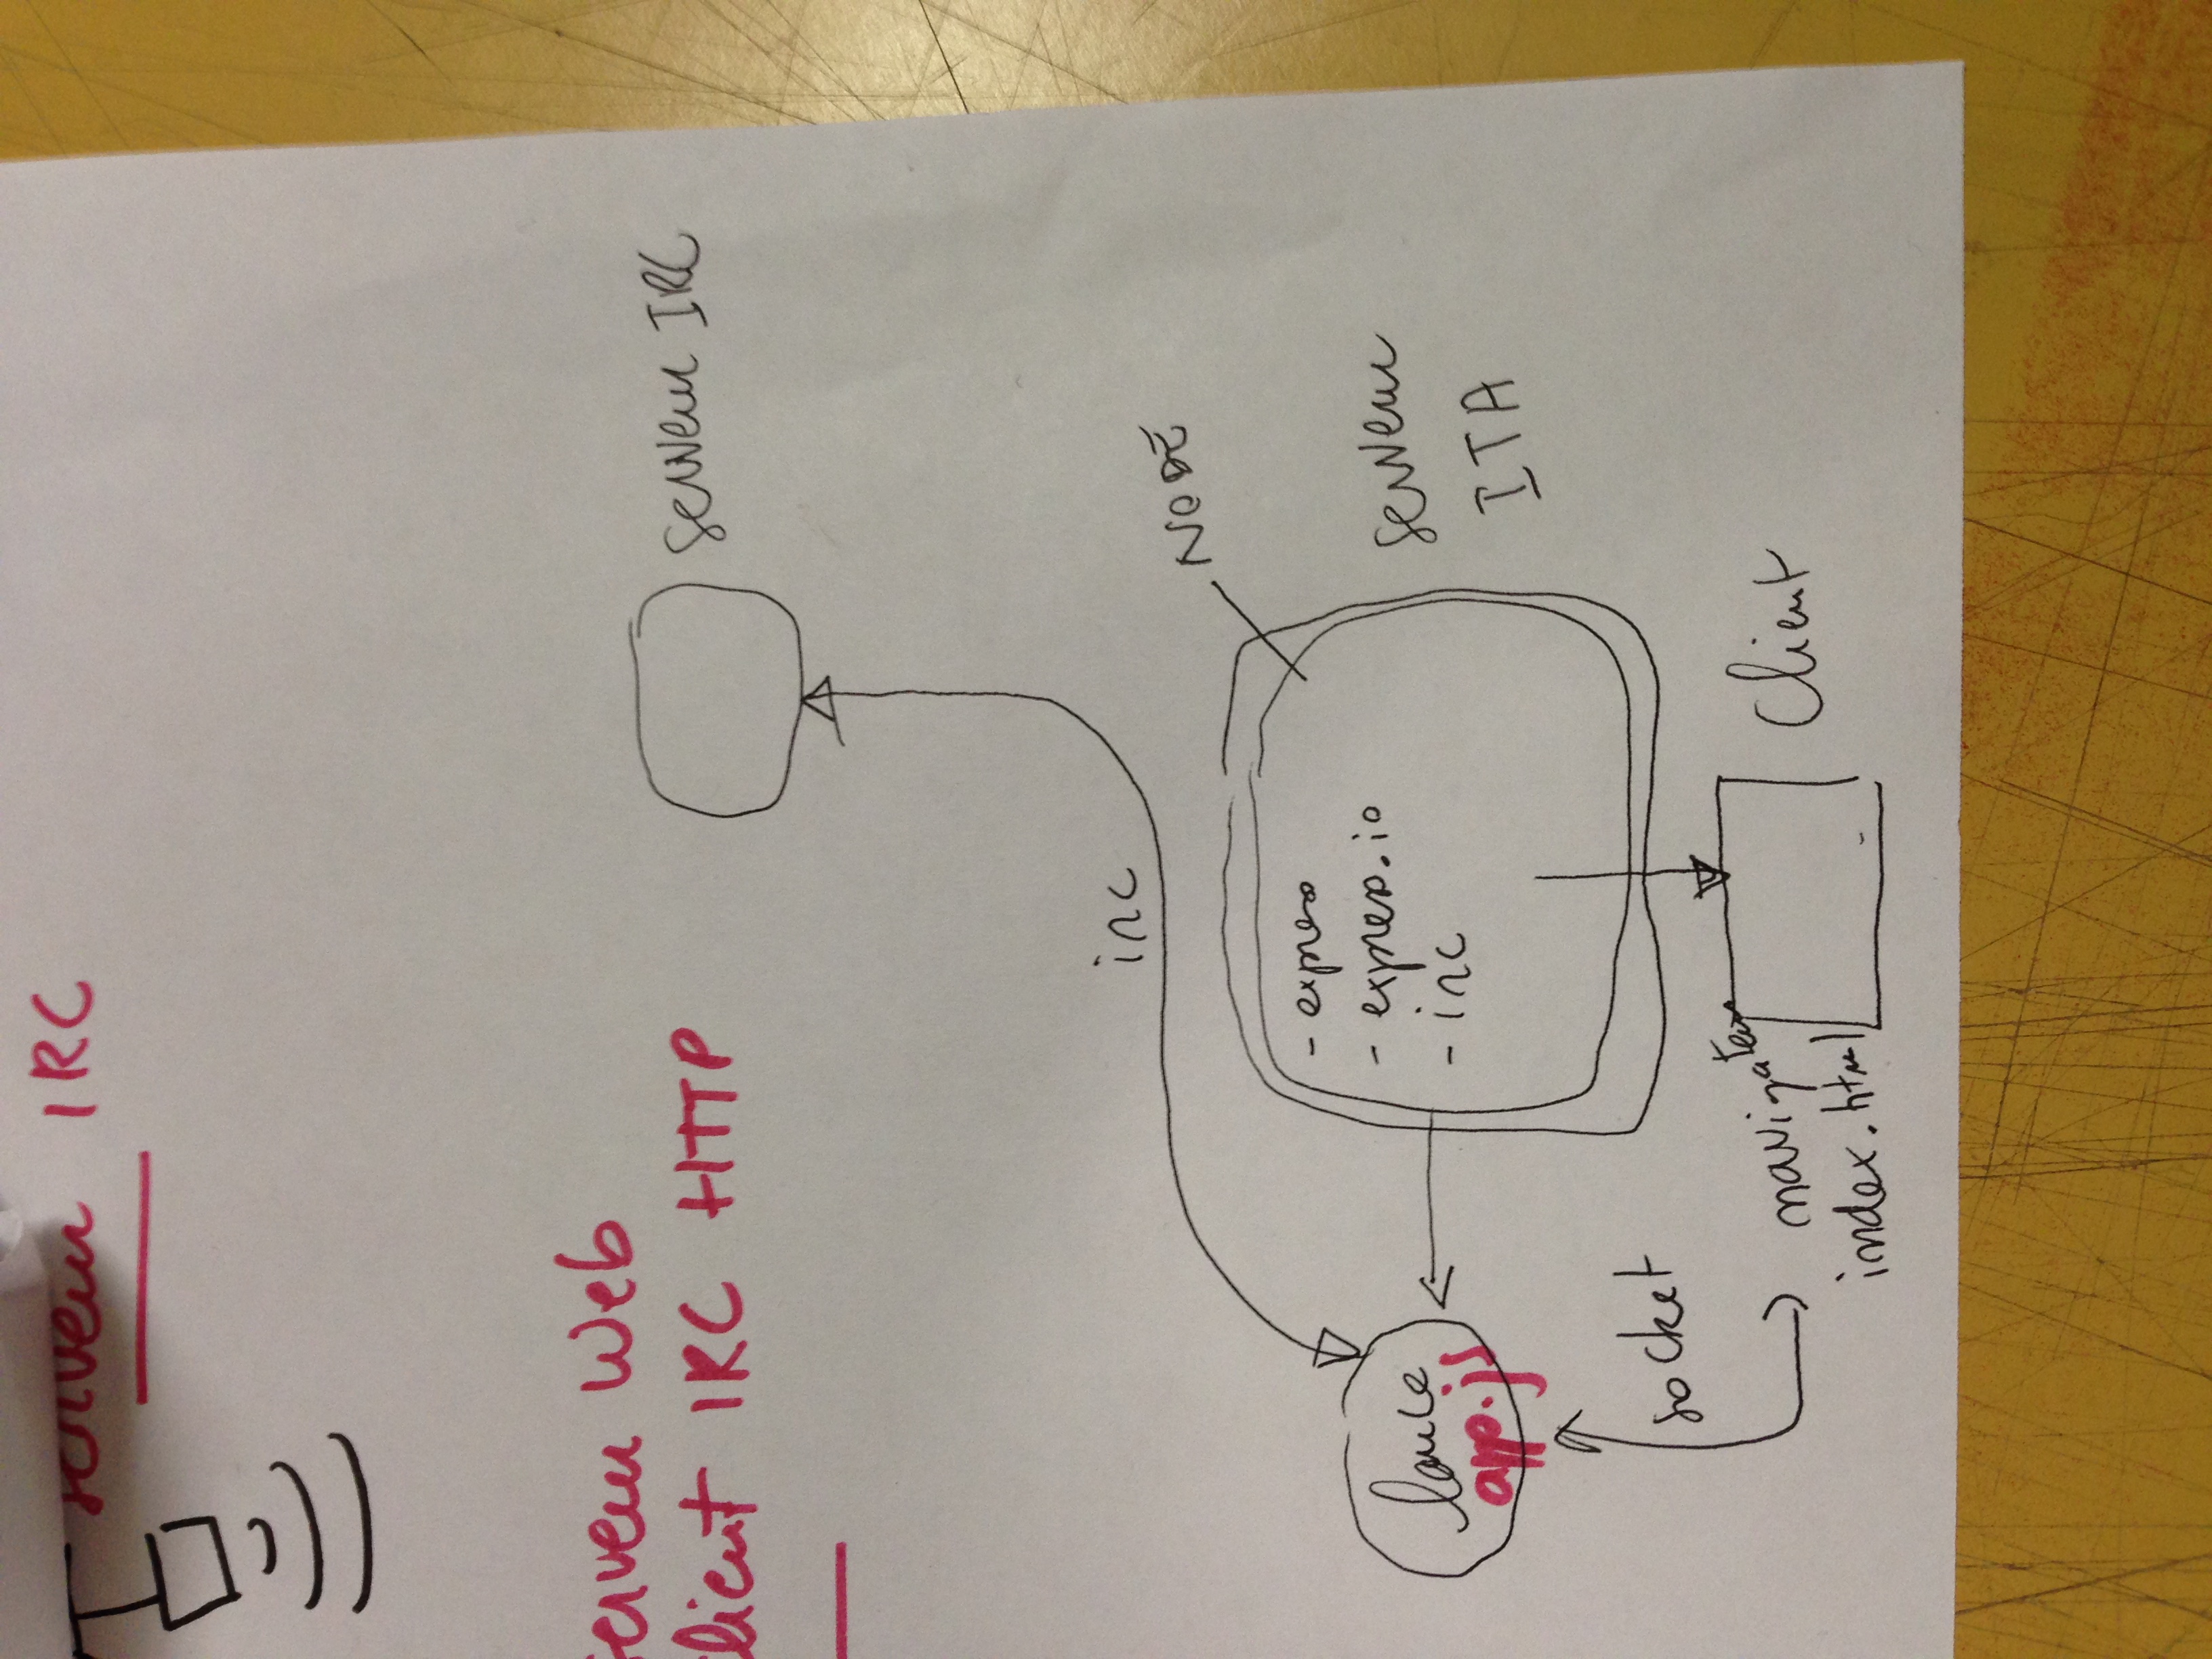 serveur IRC
serveur Web
client IRC HTTP
serveur IRC
irc
NODE
- express
- express.io
- irc
lance
app.js
serveur
ITA
socket
navigateur
index.html
Client